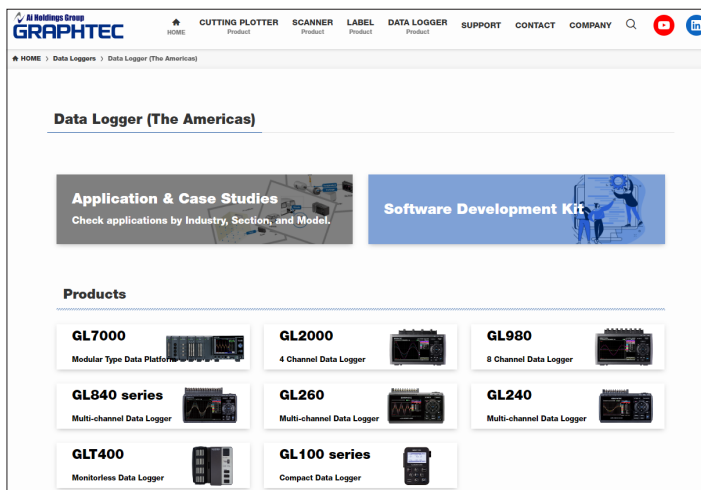 Ai Holdings Group
GRAPHTEC
HOME
CUTTING PLOTTER
Product
SCANNER
Product
LABEL
Product
DATA LOGGER
Product
SUPPORT
CONTACT
COMPANY
in
HOME > Data Loggers > Data Logger (The Americas)
Data Logger (The Americas)
Application & Case Studies
Check applications by Industry, Section, and Model.
Software Development Kit
Products
GL7000
Modular Type Data Platform
GL2000
4 Channel Data Logger
GL980
8 Channel Data Logger
GL840 series
Multi-channel Data Logger
GL260
Multi-channel Data Logger
GL240
Multi-channel Data Logger
GLT400
Monitorless Data Logger
GL100 series
Compact Data Logger